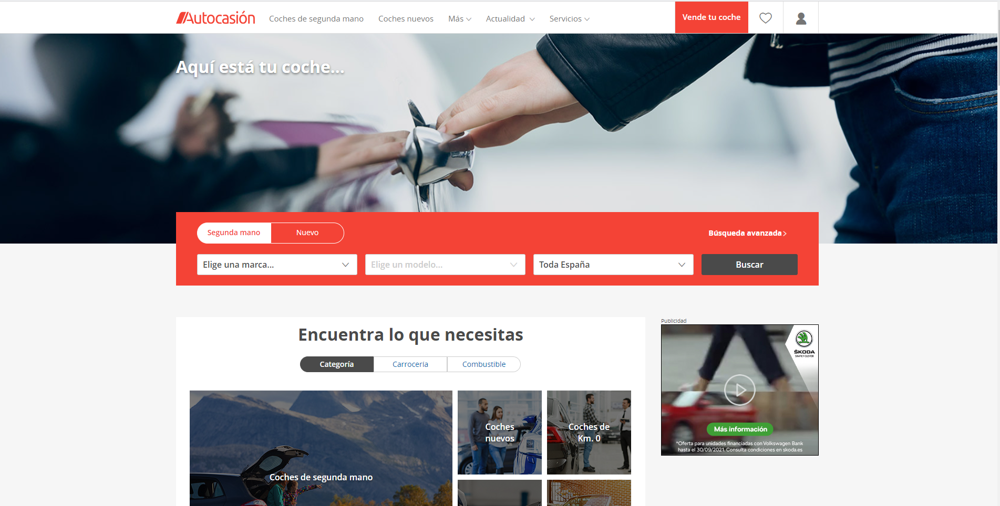 Autocasión
Coches de segunda mano
Coches nuevos
Más
Actualidad
Servicios
Vende tu coche
Aquí está tu coche...
Segunda mano
Nuevo
Búsqueda avanzada
Elige una marca...
Elige un modelo...
Toda España
Buscar
Encuentra lo que necesitas
Categoría
Carrocería
Combustible
Coches de segunda mano
Coches
nuevos
Coches de
Km. 0
Publicidad
ŠKODA
SIMPLY CLEVER
Más información
*Oferta para unidades financiadas con Volkswagen Bank
hasta el 30/09/2021. Consulta condiciones en skoda.es